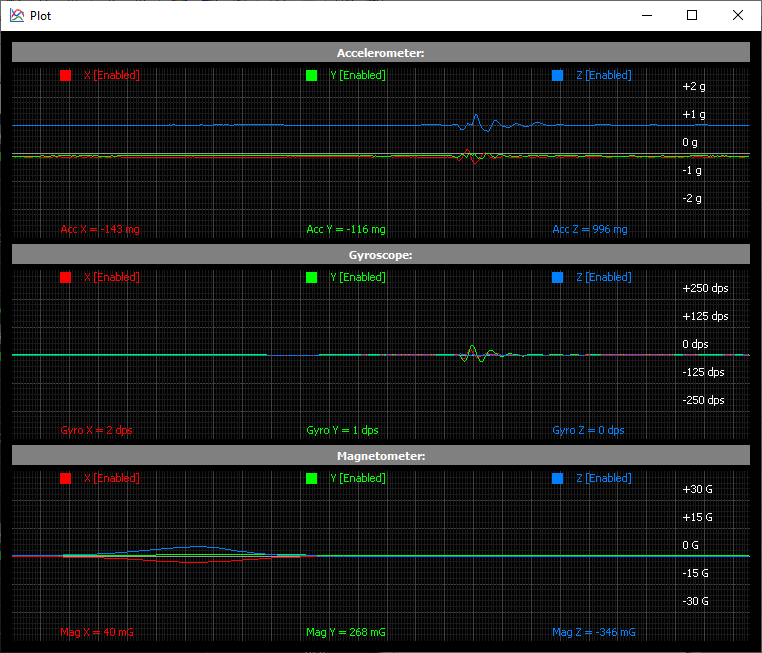 Plot
Accelerometer:
X [Enabled] Y [Enabled] Z [Enabled]
+2 g
+1 g
0 g
-1 g
-2 g
Acc X = -143 mg Acc Y = -116 mg Acc Z = 996 mg
Gyroscope:
X [Enabled] Y [Enabled] Z [Enabled]
+250 dps
+125 dps
0 dps
-125 dps
-250 dps
Gyro X = 2 dps Gyro Y = 1 dps Gyro Z = 0 dps
Magnetometer:
X [Enabled] Y [Enabled] Z [Enabled]
+30 G
+15 G
0 G
-15 G
-30 G
Mag X = 40 mG Mag Y = 268 mG Mag Z = -346 mG